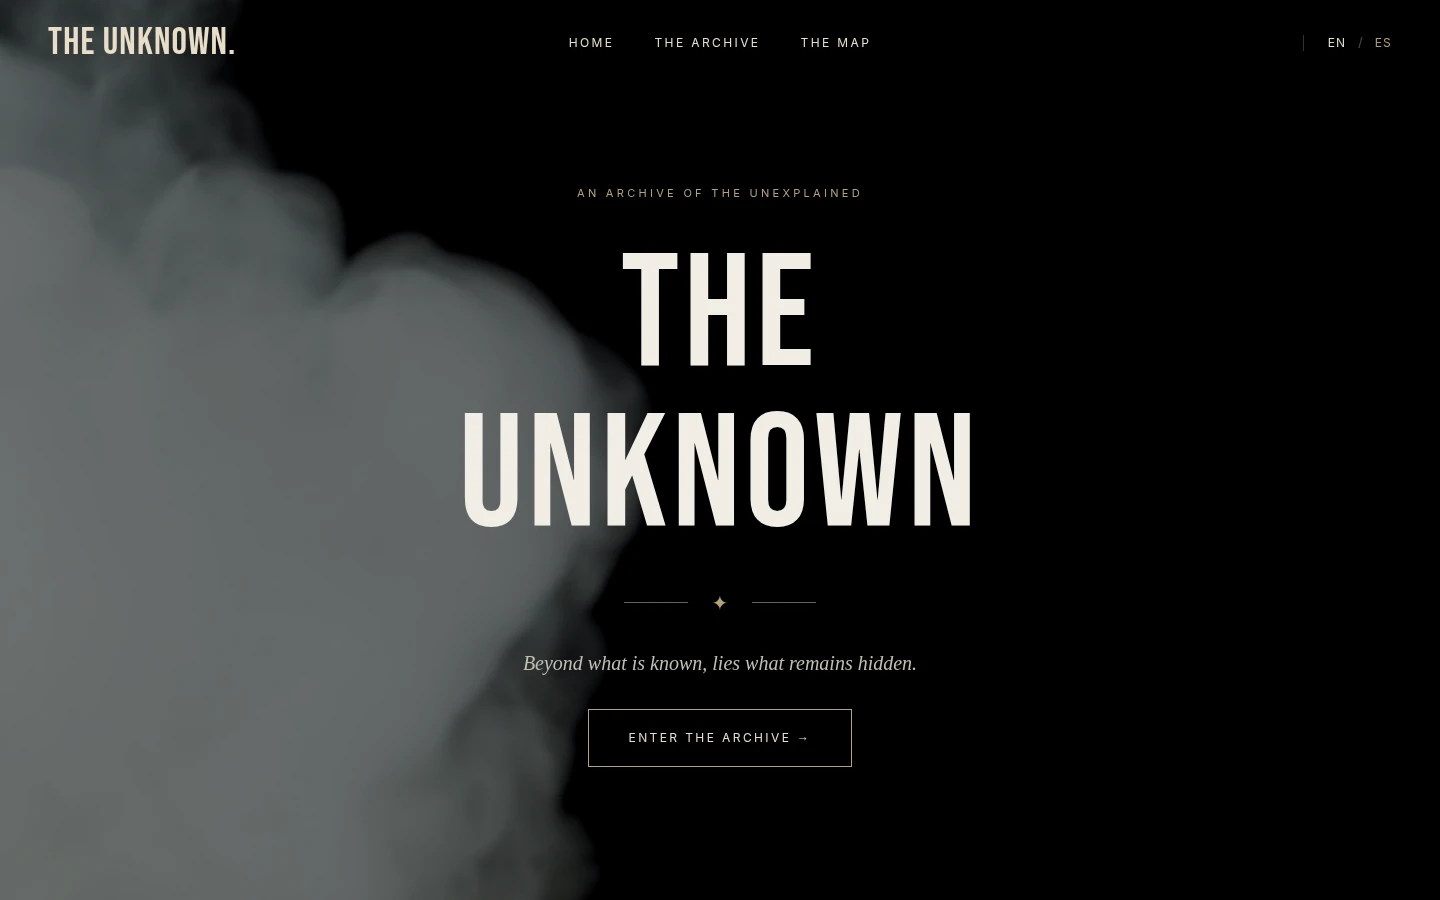 THE UNKNOWN.
HOME THE ARCHIVE THE MAP
EN / ES
AN ARCHIVE OF THE UNEXPLAINED
THE
UNKNOWN
Beyond what is known, lies what remains hidden.
ENTER THE ARCHIVE →